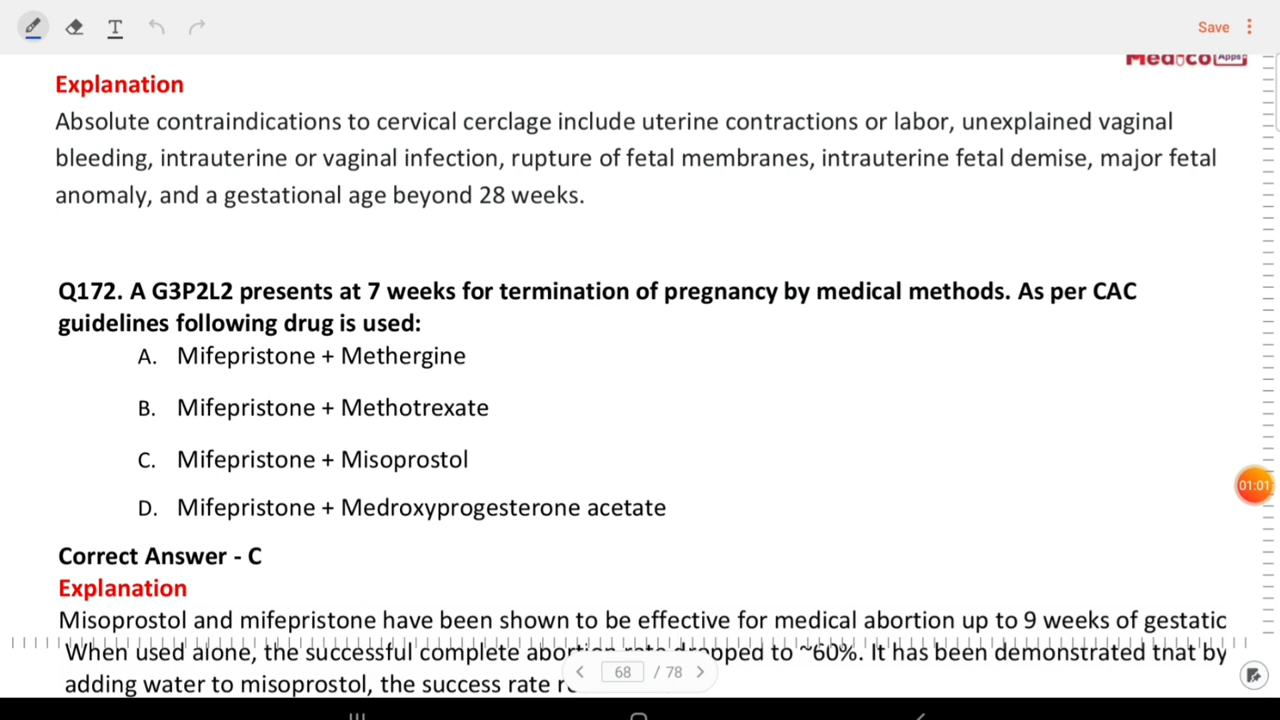 T
Save
Medico Apps
Explanation
Absolute contraindications to cervical cerclage include uterine contractions or labor, unexplained vaginal
bleeding, intrauterine or vaginal infection, rupture of fetal membranes, intrauterine fetal demise, major fetal
anomaly, and a gestational age beyond 28 weeks.
Q172. A G3P2L2 presents at 7 weeks for termination of pregnancy by medical methods. As per CAC
guidelines following drug is used:
A. Mifepristone + Methergine
B. Mifepristone + Methotrexate
C. Mifepristone + Misoprostol
D. Mifepristone + Medroxyprogesterone acetate
01:01
Correct Answer - C
Explanation
Misoprostol and mifepristone have been shown to be effective for medical abortion up to 9 weeks of gestatic
When used alone, the successful complete to ~60%. It has been demonstrated that by
68 / 78
adding water to misoprostol, the success rate